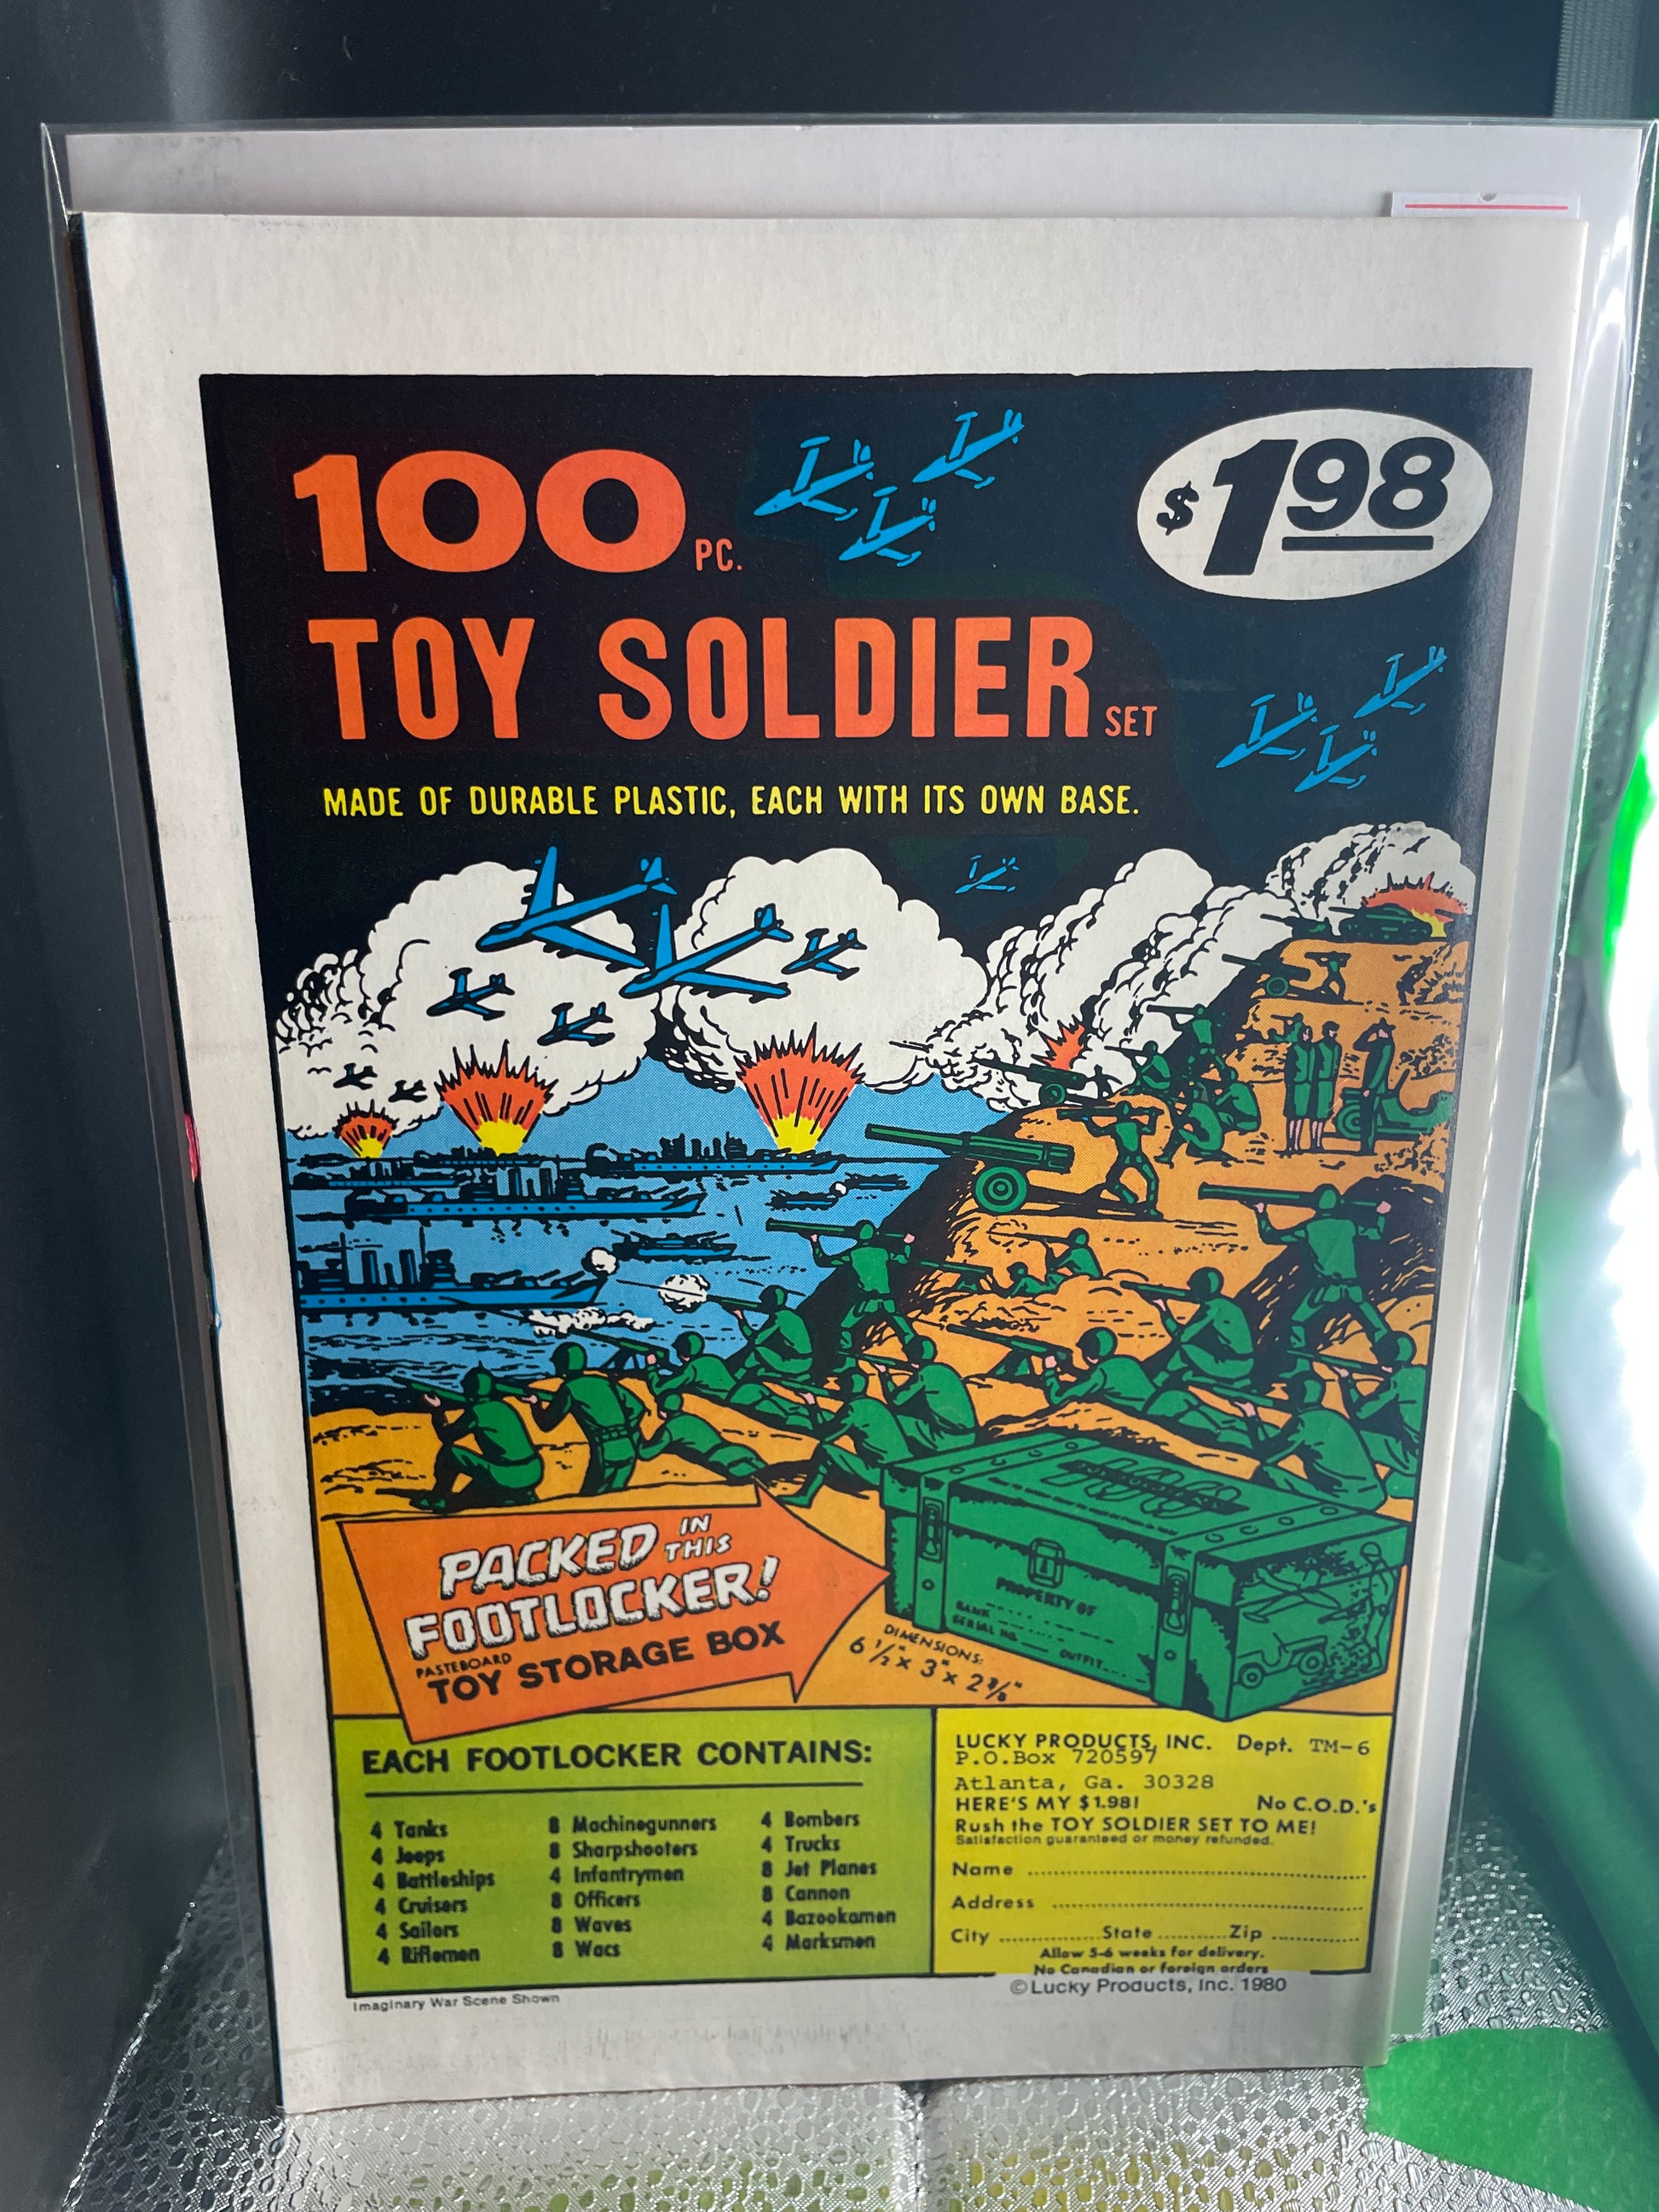 100 PC.
$1.98
TOY SOLDIER SET
MADE OF DURABLE PLASTIC, EACH WITH ITS OWN BASE.
PACKED IN THIS
FOOTLOCKER!
PASTEBOARD
TOY STORAGE BOX
PROPERTY OF
RANK
SERIAL NO.
OUTFIT
DIMENSIONS:
6 1/2" x 3" x 2 3/8"
EACH FOOTLOCKER CONTAINS:
4 Tanks
4 Jeeps
4 Battleships
4 Cruisers
4 Sailors
4 Riflemen
8 Machinegunners
8 Sharpshooters
4 Infantrymen
8 Officers
8 Waves
8 Wacs
4 Bombers
4 Trucks
8 Jet Planes
8 Cannon
4 Bazookamen
4 Marksmen
LUCKY PRODUCTS, INC. Dept. TM-6
P.O.Box 720597
Atlanta, Ga. 30328
HERE'S MY $1.98! No C.O.D.'s
Rush the TOY SOLDIER SET TO ME!
Satisfaction guaranteed or money refunded.
Name
Address
City State Zip
Allow 5-6 weeks for delivery.
No Canadian or foreign orders
©Lucky Products, Inc. 1980
Imaginary War Scene Shown